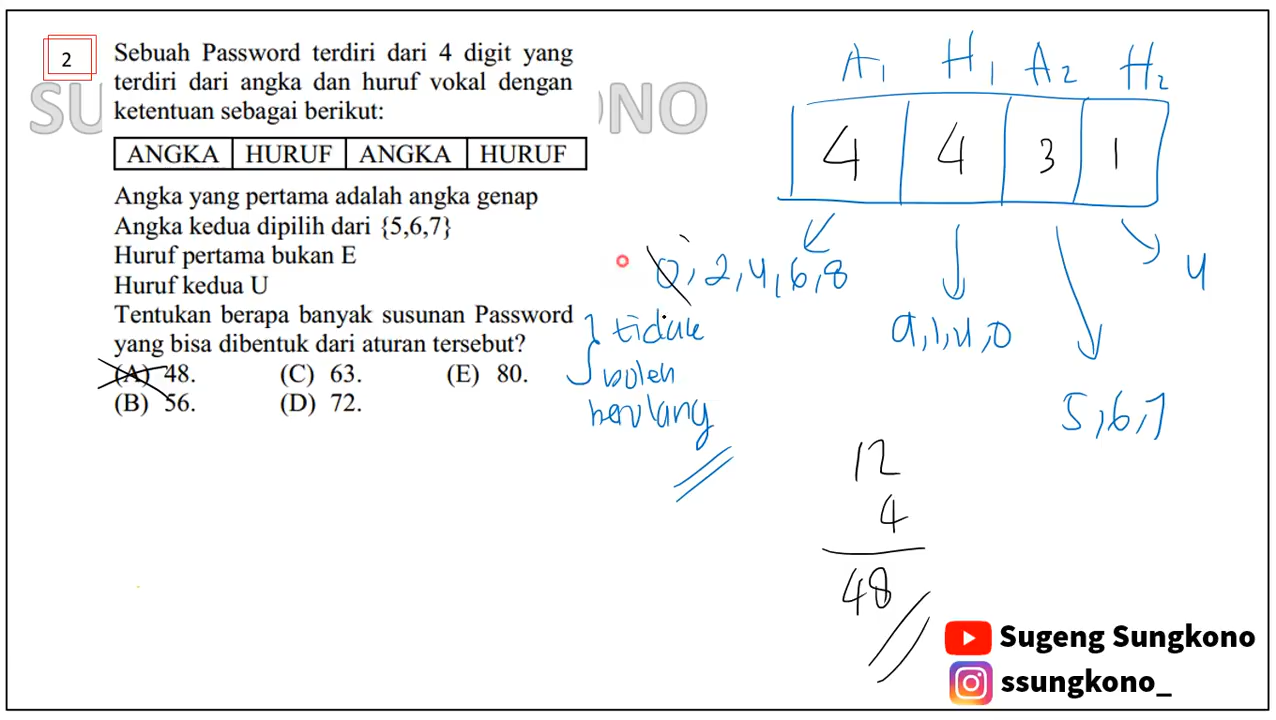 2
Sebuah Password terdiri dari 4 digit yang
terdiri dari angka dan huruf vokal dengan
ketentuan sebagai berikut:
ANGKA HURUF ANGKA HURUF
Angka yang pertama adalah angka genap
Angka kedua dipilih dari {5,6,7}
Huruf pertama bukan E
Huruf kedua U
Tentukan berapa banyak susunan Password
yang bisa dibentuk dari aturan tersebut?
(A) 48. (C) 63. (E) 80.
(B) 56. (D) 72.
SU
ONO
A1 H1 A2 H2
4 4 3 1
0, 2, 4, 6, 8
u
a, i, u, o
5, 6, 7
tidak
boleh
berulang
12
4
48
Sugeng Sungkono
ssungkono_